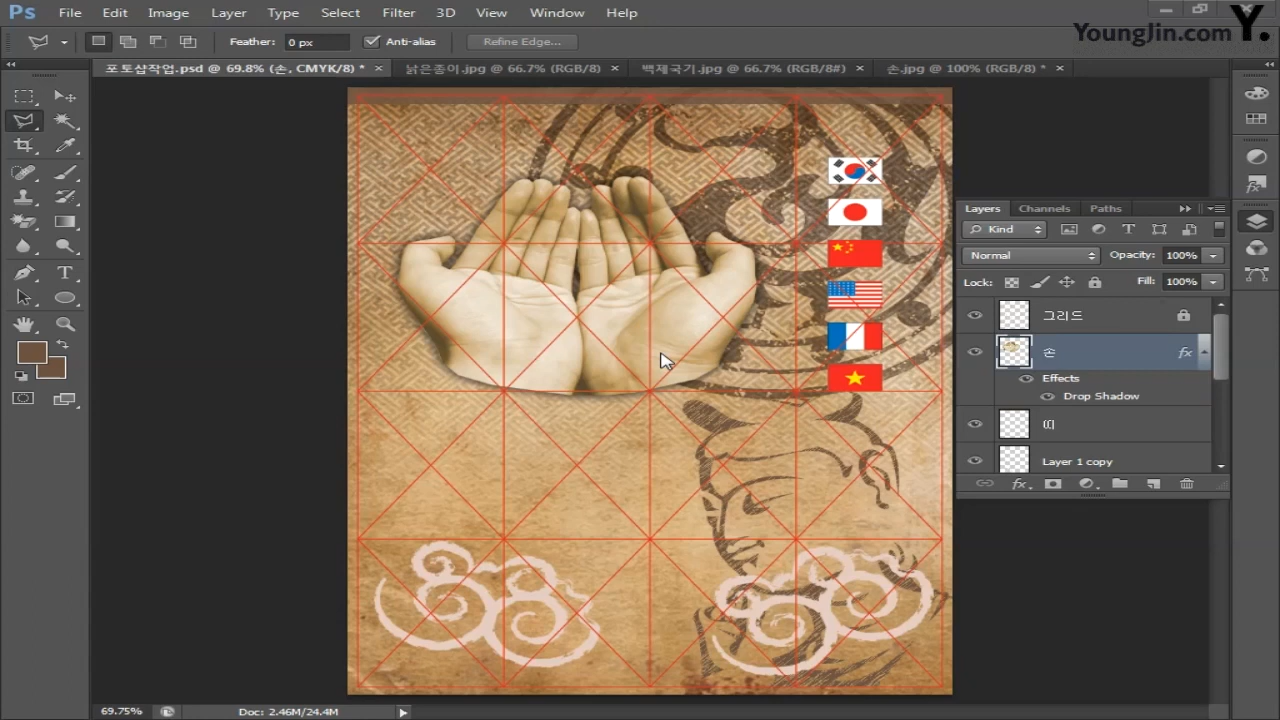 Ps File Edit Image Layer Type Select Filter 3D View Window Help
YoungJin.com Y.
Feather: 0 px Anti-alias Refine Edge...
포토샵작업.psd @ 69.8% (손, CMYK/8) * × 낡은종이.jpg @ 66.7% (RGB/8) × 백제국기.jpg @ 66.7% (RGB/8#) × 손.jpg @ 100% (RGB/8) * ×
Layers Channels Paths
Kind
Normal Opacity: 100%
Lock: Fill: 100%
그리드
손 fx
Effects
Drop Shadow
띠
Layer 1 copy
fx
69.75% Doc: 2.46M/24.4M